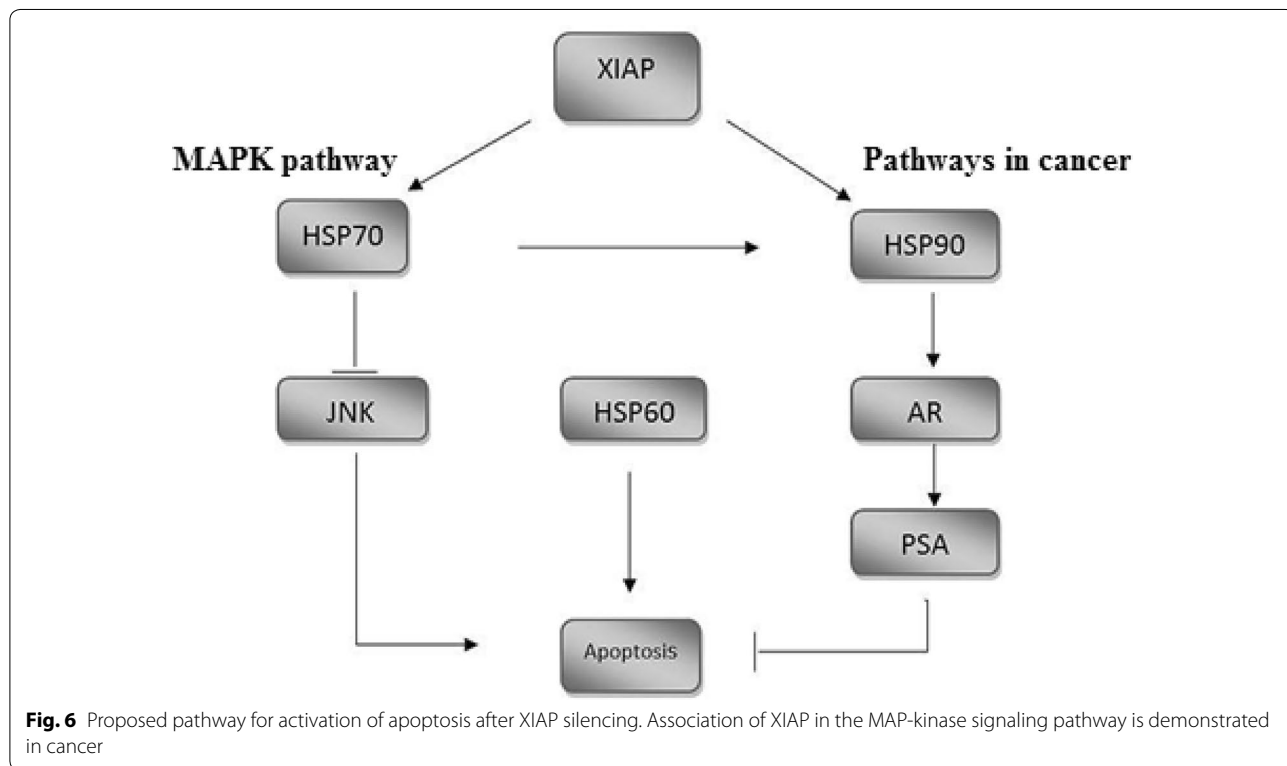 XIAP
MAPK pathway
Pathways in cancer
HSP70
HSP90
JNK
HSP60
AR
PSA
Apoptosis
Fig. 6 Proposed pathway for activation of apoptosis after XIAP silencing. Association of XIAP in the MAP-kinase signaling pathway is demonstrated
in cancer